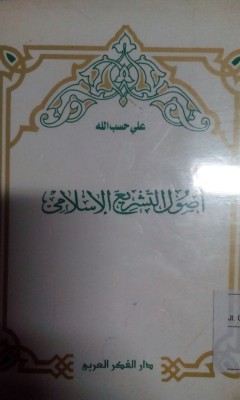 علي حسب الله
أصول التشريع الإسلامي
دار الفكر العربي